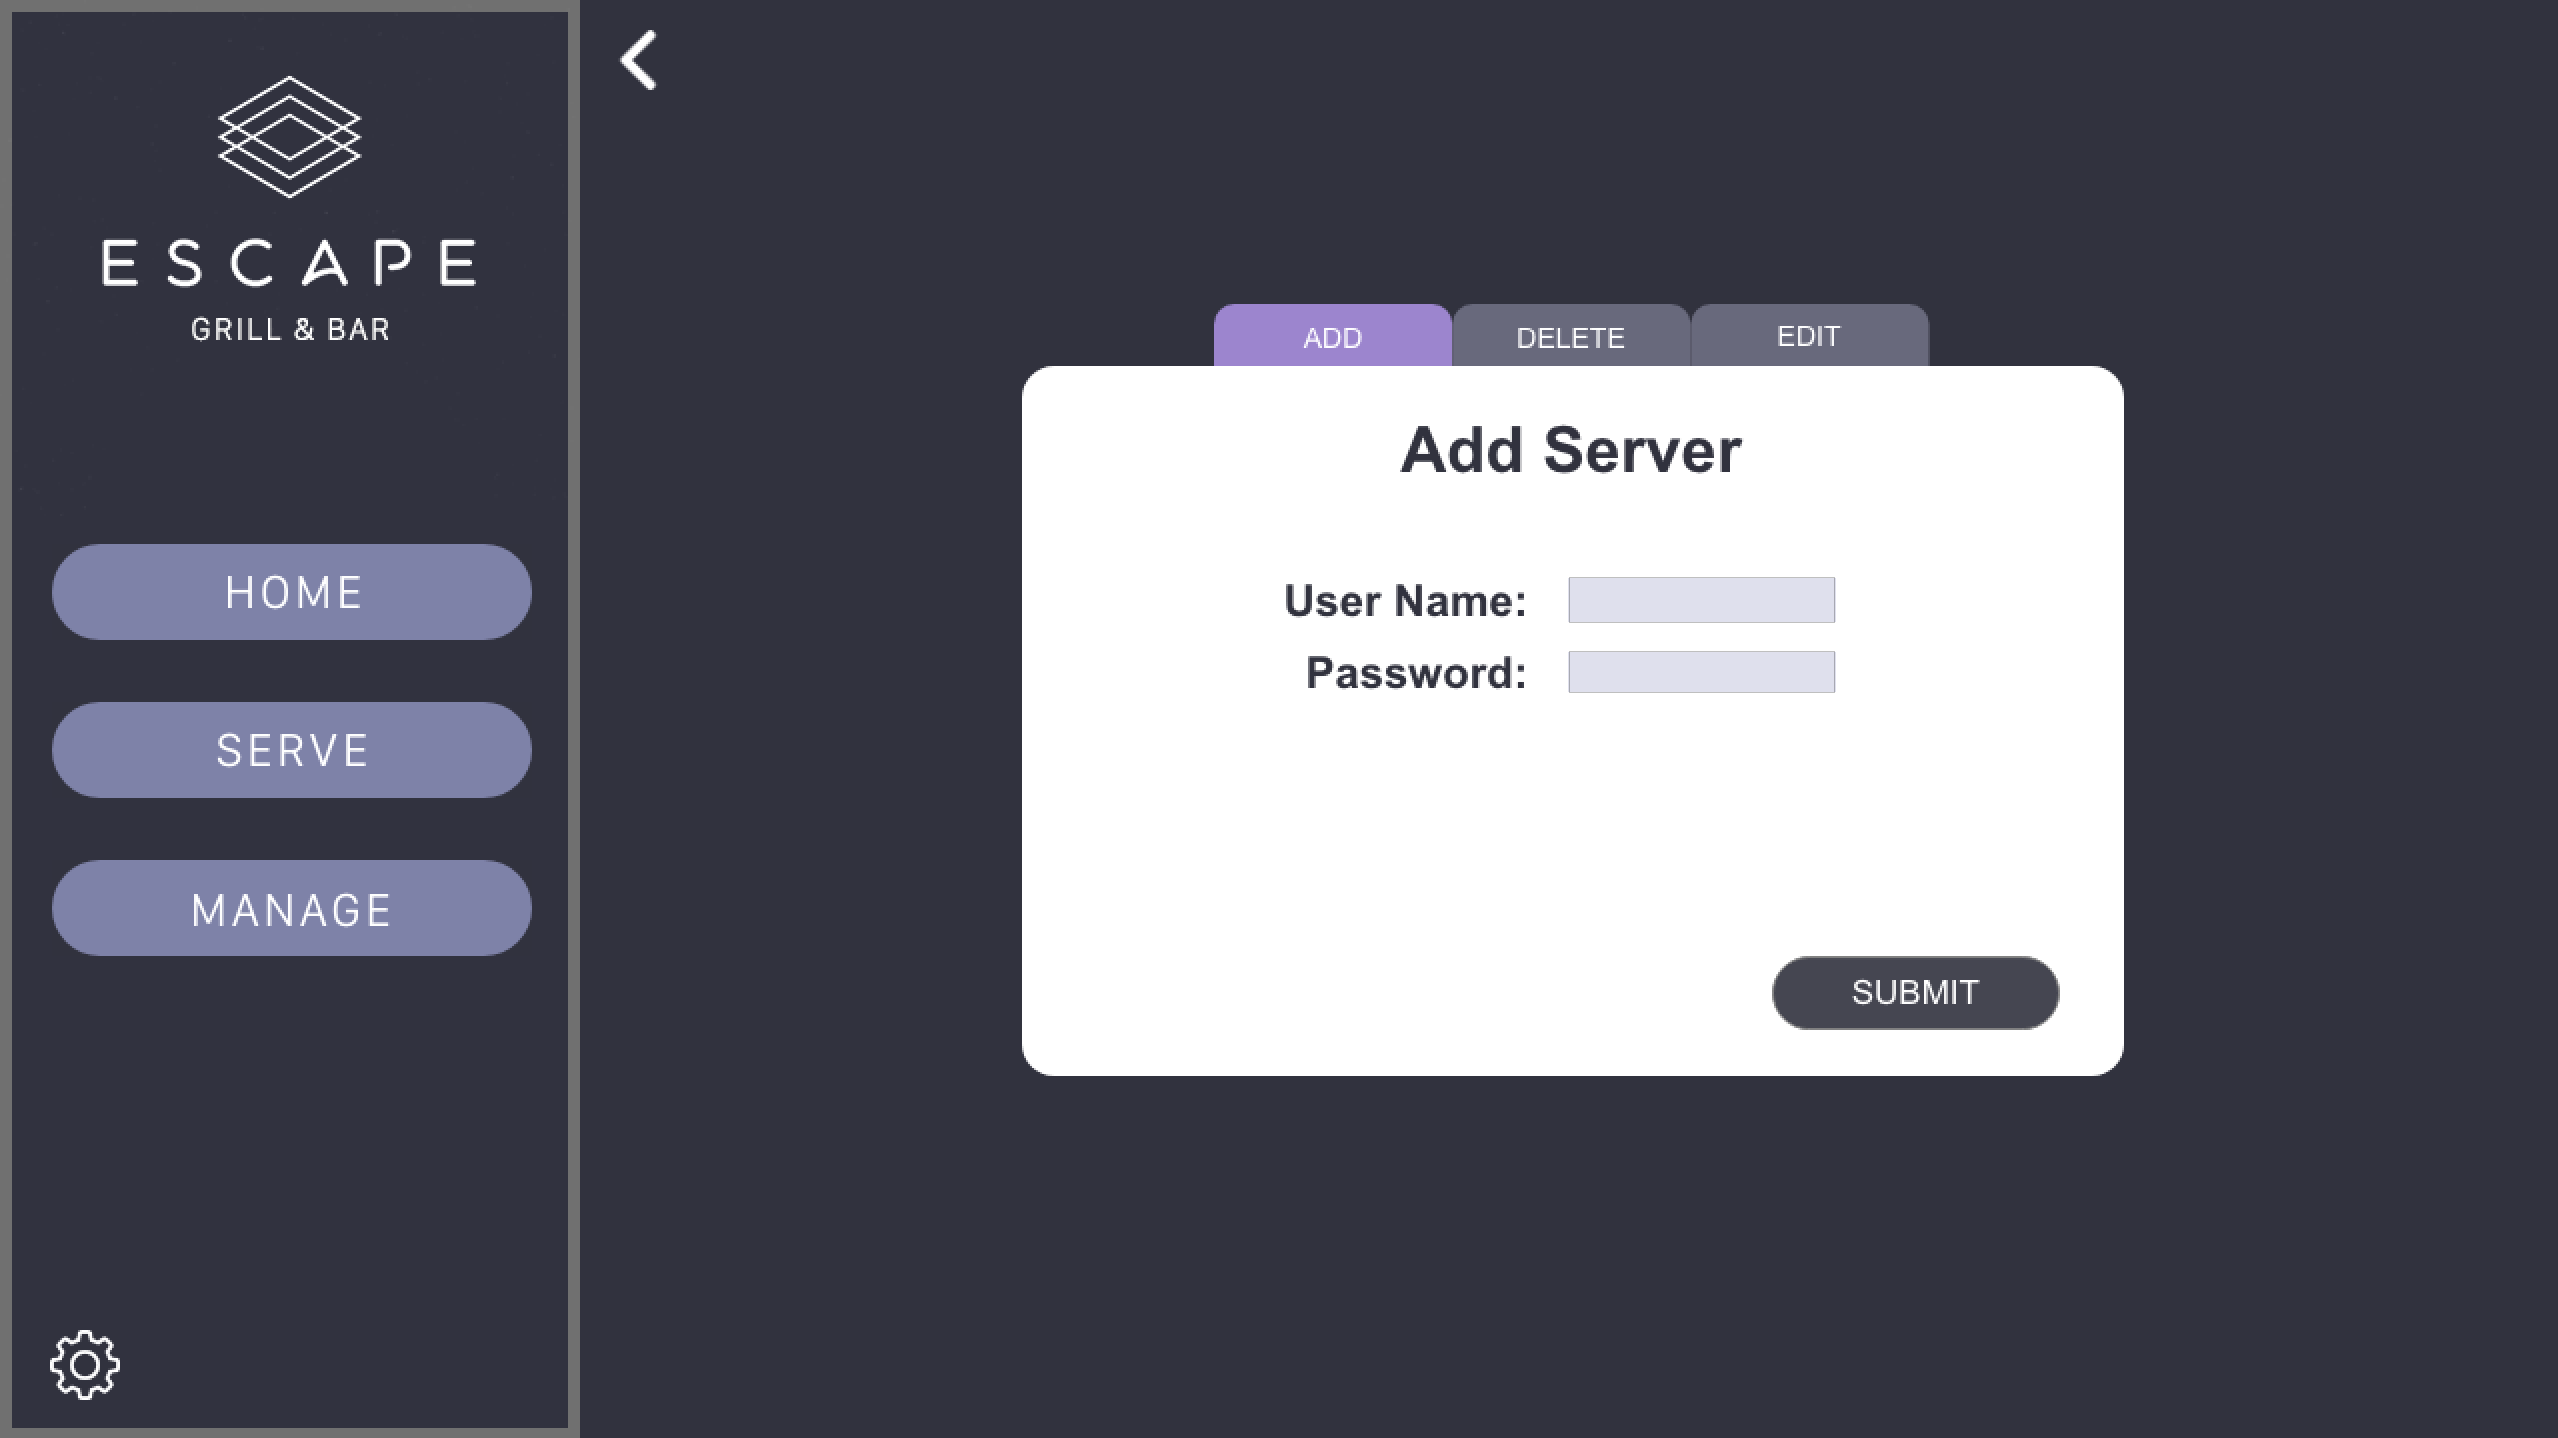 ESCAPE
GRILL & BAR
HOME
SERVE
MANAGE
ADD
DELETE
EDIT
Add Server
User Name:
Password:
SUBMIT